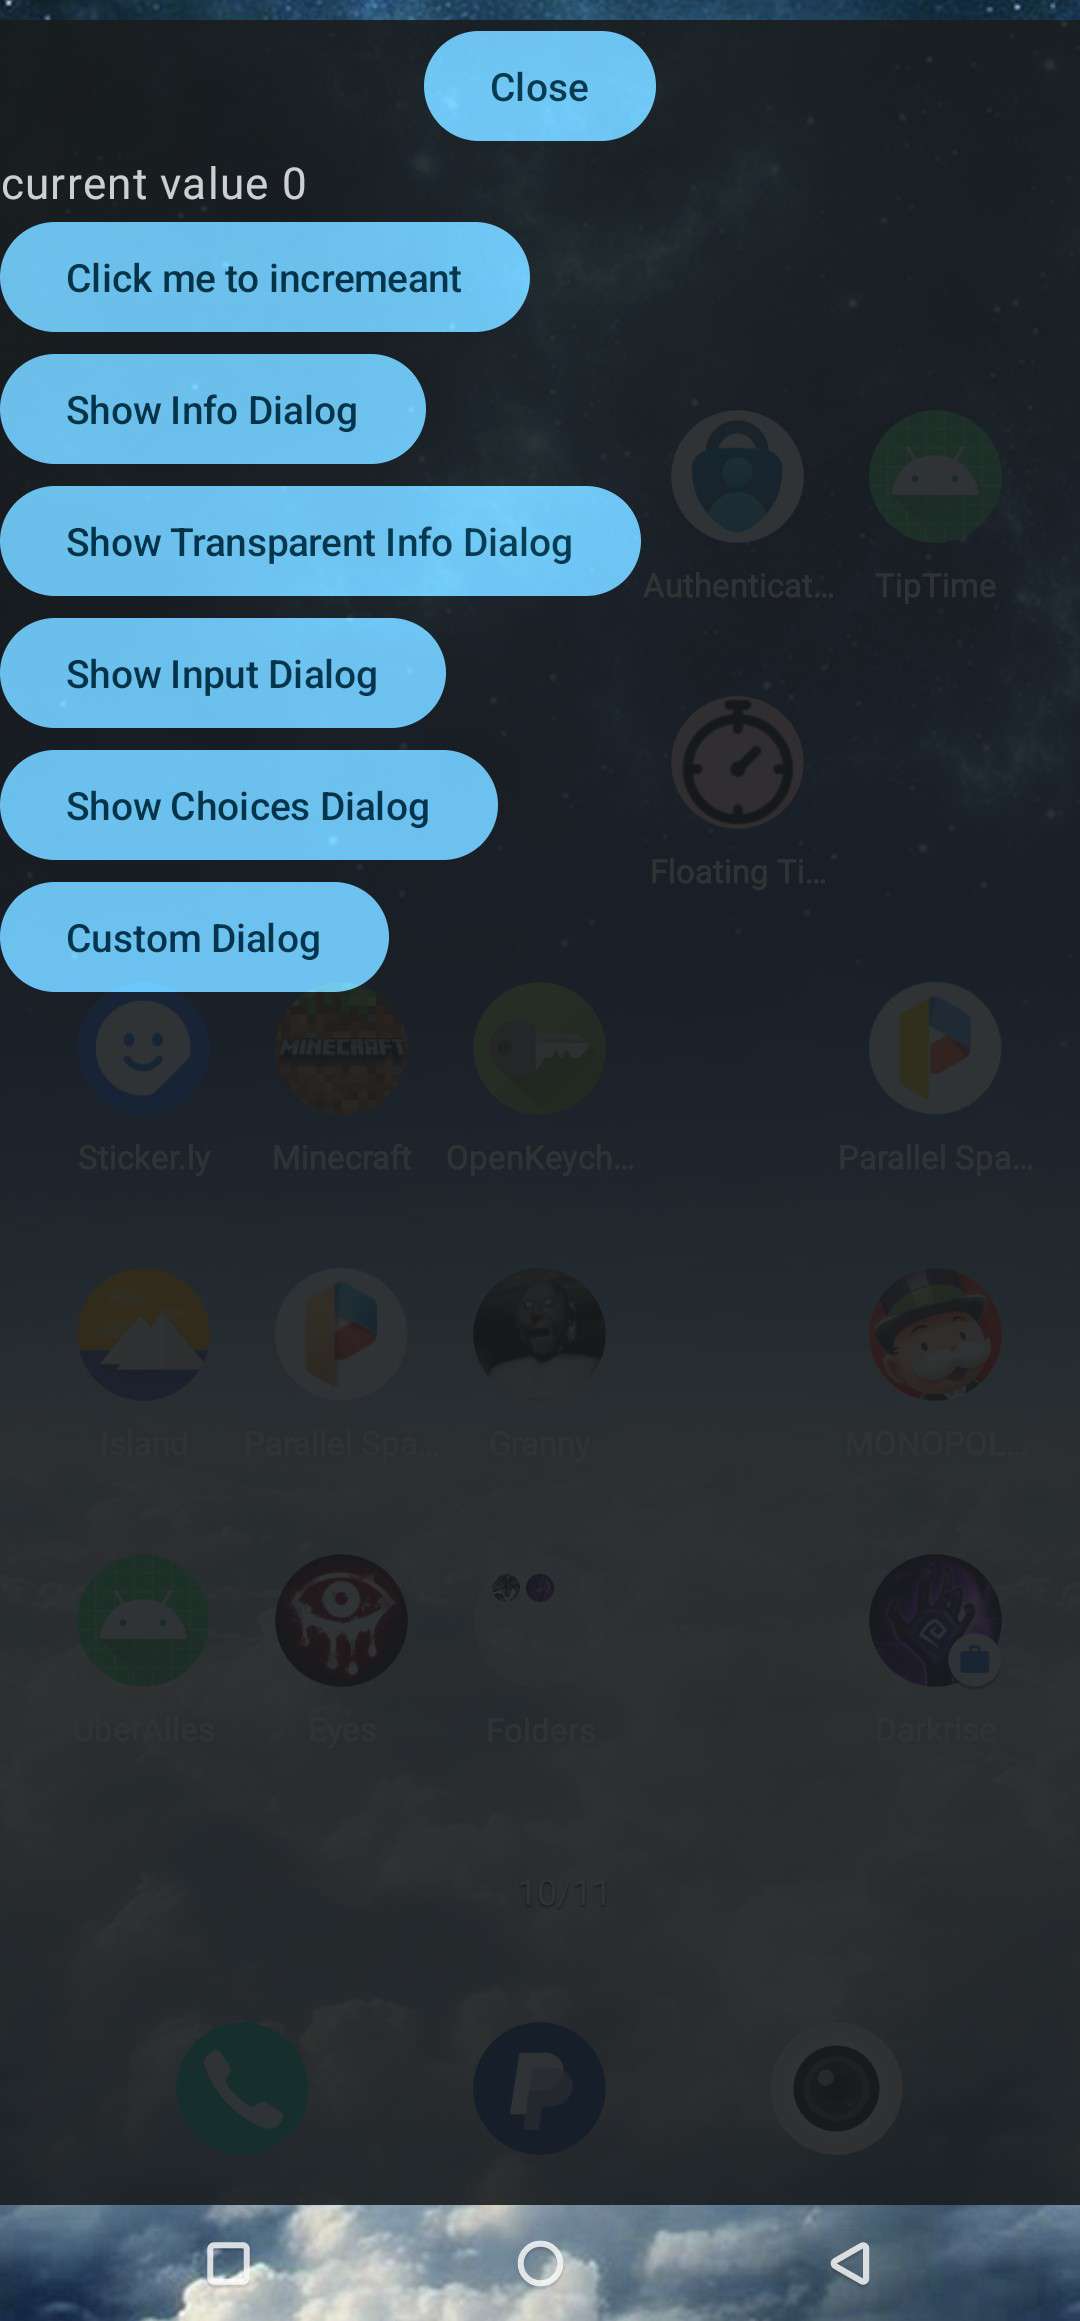 Close
current value 0
Click me to incremeant
Show Info Dialog
Show Transparent Info Dialog
Authenticat... TipTime
Show Input Dialog
Show Choices Dialog
Floating Ti...
Custom Dialog
MINECRAFT
Sticker.ly Minecraft OpenKeych... Parallel Spa...
Island Parallel Spa... Granny MONOPOL...
UberAlles Eyes Folders Darkrise
10/11